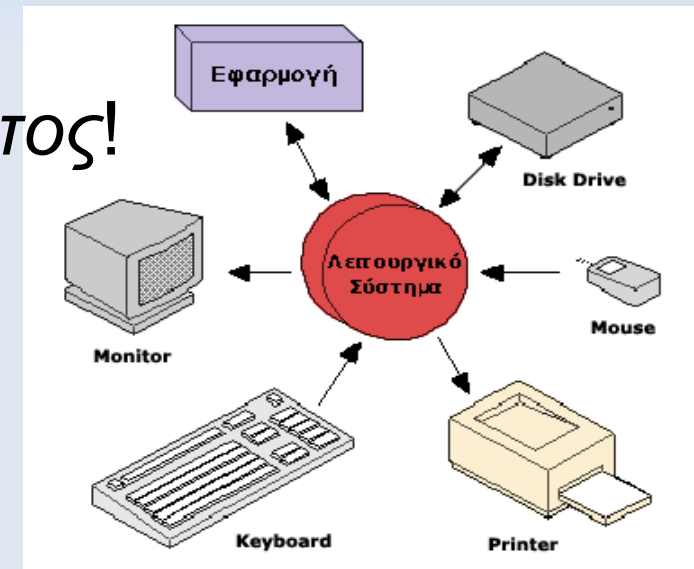 Εφαρμογή
τος!
Disk Drive
Λειτουργικό
Σύστημα
Mouse
Monitor
Keyboard
Printer